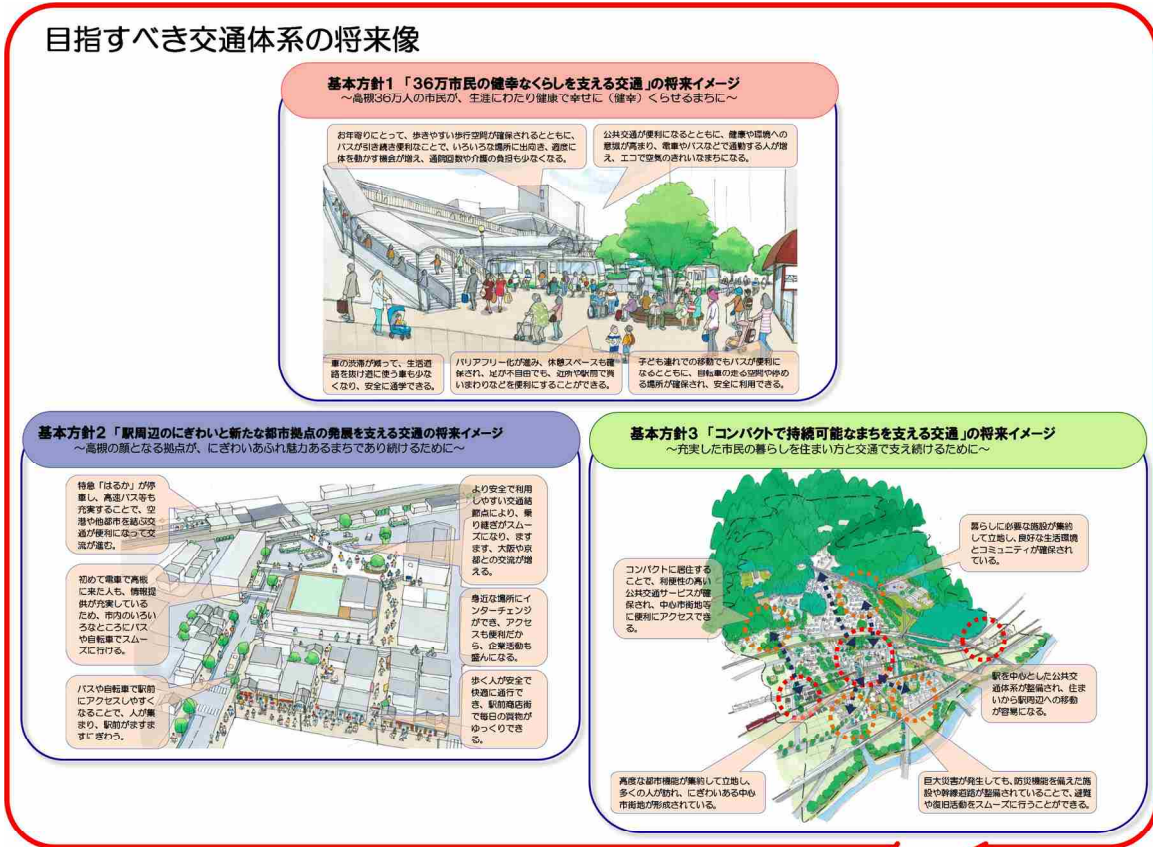 目指すべき交通体系の将来像
基本方針1 「36万市民の健幸なくらしを支える交通」の将来イメージ
～高槻36万人の市民が、生涯にわたり健康で幸せに（健幸）くらせるまちに～
お年寄りにとって、歩きやすい歩行空間が確保されるとともに、
バスが引き続き便利なことで、いろいろな場所に出向き、適度に
体を動かす機会が増え、通院回数や介護の負担も少なくなる。
公共交通が便利になるとともに、健康や環境への
意識が高まり、電車やバスなどで通勤する人が増
え、エコで空気のきれいなまちになる。
車の渋滞が減って、生活道
路を抜け道に使う車も少な
くなり、安全に通学できる。
バリアフリー化が進み、休憩スペースも確
保され、足が不自由でも、近所や駅前で買
いまわりなどを便利にすることができる。
子ども連れでの移動でもバスが便利に
なるとともに、自転車の走る空間や停め
る場所が確保され、安全に利用できる。
基本方針2 「駅周辺のにぎわいと新たな都市拠点の発展を支える交通の将来イメージ
～高槻の顔となる拠点が、にぎわいあふれ魅力あるまちであり続けるために～
特急「はるか」が停
車し、高速バス等も
充実することで、空
港や他都市を結ぶ交
通が便利になって交
流が進む。
初めて電車で高槻
に来た人も、情報提
供が充実している
ため、市内のいろい
ろなところにバス
や自転車でスムー
ズに行ける。
バスや自転車で駅前
にアクセスしやすく
なることで、人が集
まり、駅前がますま
すにぎわう。
より安全で利用
しやすい交通結
節点により、乗
り継ぎがスムー
ズになり、ます
ます、大阪や京
都との交流が増
える。
身近な場所にイ
ンターチェンジ
ができ、アクセ
スも便利だか
ら、企業活動も
盛んになる。
歩く人が安全で
快適に通行で
き、駅前商店街
で毎日の買物が
ゆっくりでき
る。
基本方針3 「コンパクトで持続可能なまちを支える交通」の将来イメージ
～充実した市民の暮らしを住まい方と交通で支え続けるために～
コンパクトに居住する
ことで、利便性の高い
公共交通サービスが確
保され、中心市街地等
に便利にアクセスでき
る。
暮らしに必要な施設が集約
して立地し、良好な生活環境
とコミュニティが確保され
ている。
駅を中心とした公共交
通体系が整備され、住ま
いから駅周辺への移動
が容易になる。
高度な都市機能が集約して立地し、
多くの人が訪れ、にぎわいある中心
市街地が形成されている。
巨大災害が発生しても、防災機能を備えた施
設や幹線道路が整備されていることで、避難
や復旧活動をスムーズに行うことができる。